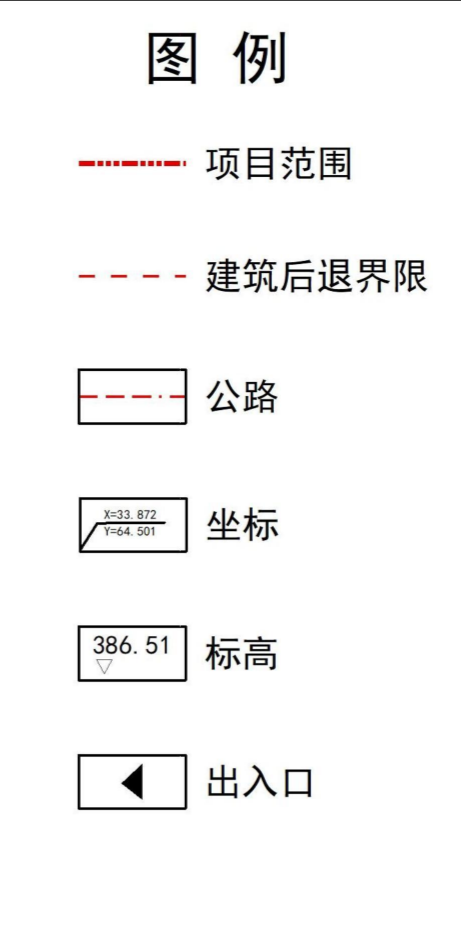 图 例
项目范围
建筑后退界限
公路
X=33.872
Y=64.501
坐标
386.51
标高
出入口